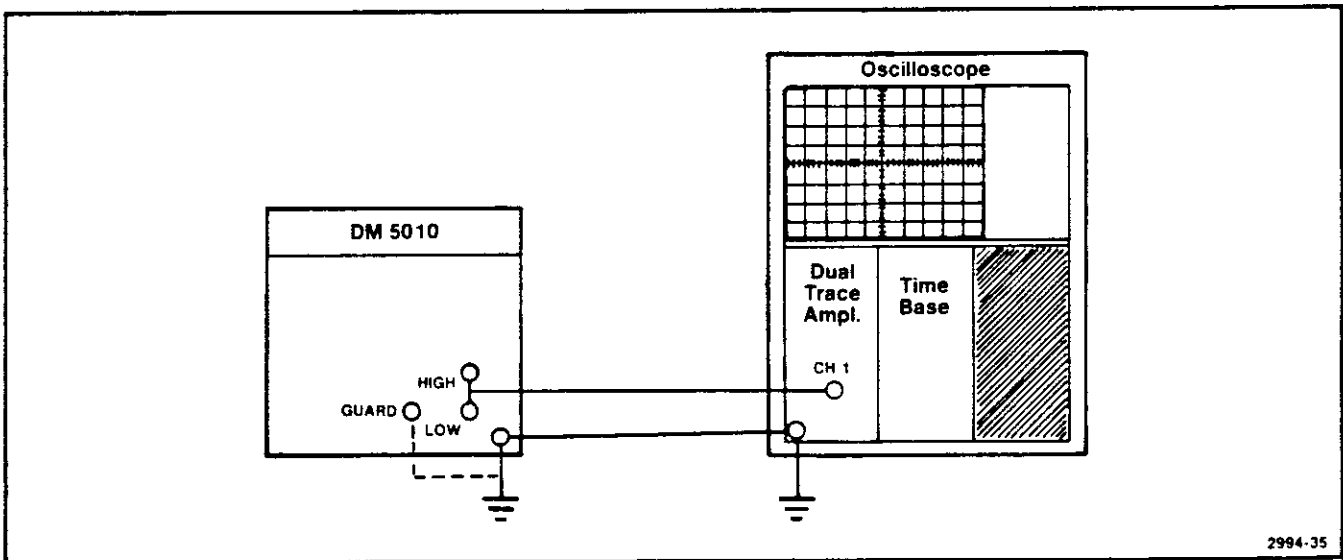 Oscilloscope
DM 5010
Dual
Trace
Ampl.
Time
Base
CH 1
HIGH
GUARD
LOW
2994-35